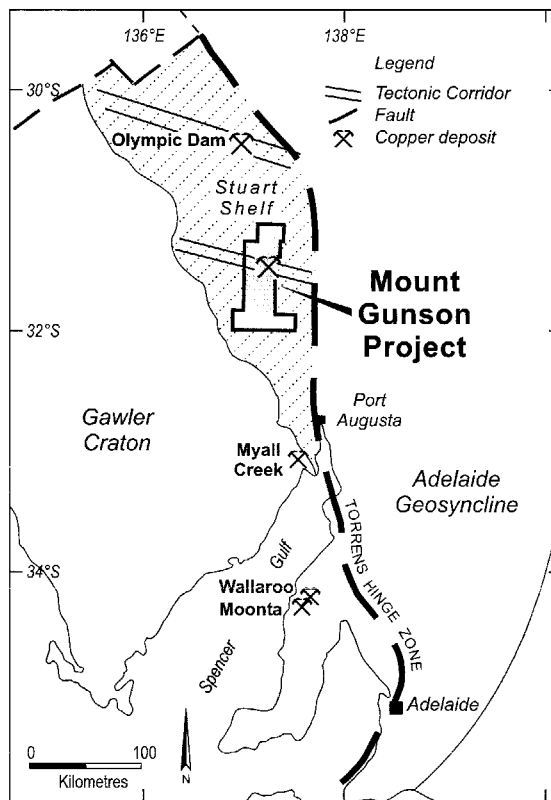 136°E
138°E
30°S
Legend
Tectonic Corridor
Fault
Copper deposit
Olympic Dam
Stuart
Shelf
Mount
Gunson
Project
32°S
Port
Augusta
Gawler
Craton
Myall
Creek
Adelaide
Geosyncline
TORRENS HINGE ZONE
Gulf
34°S
Wallaroo
Moonta
Spencer
Adelaide
0
100
Kilometres
N